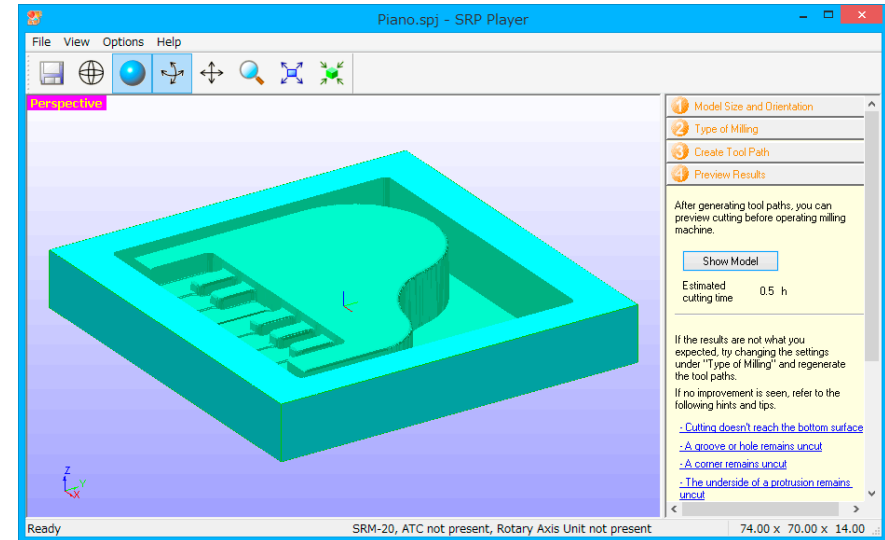 Piano.spj - SRP Player
File View Options Help
Perspective
1 Model Size and Orientation
2 Type of Milling
3 Create Tool Path
4 Preview Results
After generating tool paths, you can
preview cutting before operating milling
machine.
Show Model
Estimated
cutting time 0.5 h
If the results are not what you
expected, try changing the settings
under "Type of Milling" and regenerate
the tool paths.
If no improvement is seen, refer to the
following hints and tips.
- Cutting doesn't reach the bottom surface
- A groove or hole remains uncut
- A corner remains uncut
- The underside of a protrusion remains
uncut
Z
Y
X
Ready
SRM-20, ATC not present, Rotary Axis Unit not present
74.00 x 70.00 x 14.00